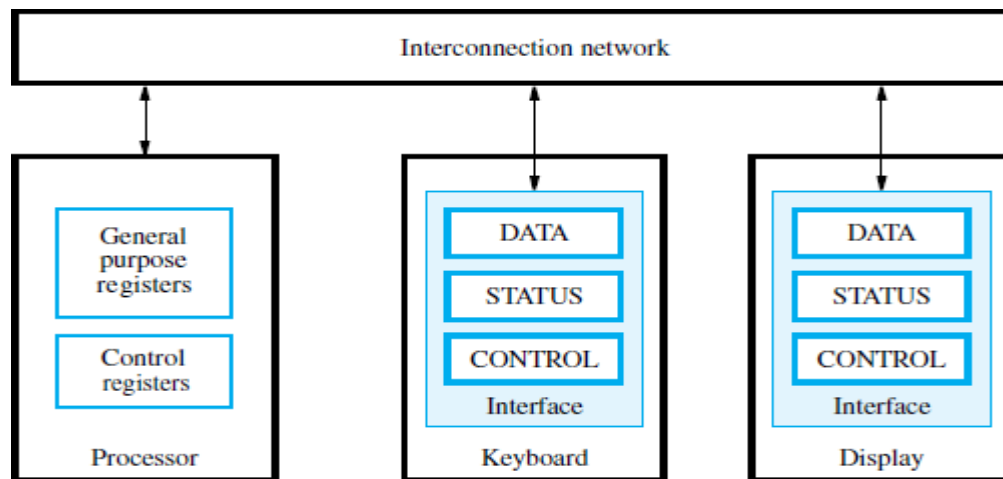 Interconnection network
General
purpose
registers
Control
registers
Processor
DATA
STATUS
CONTROL
Interface
Keyboard
DATA
STATUS
CONTROL
Interface
Display